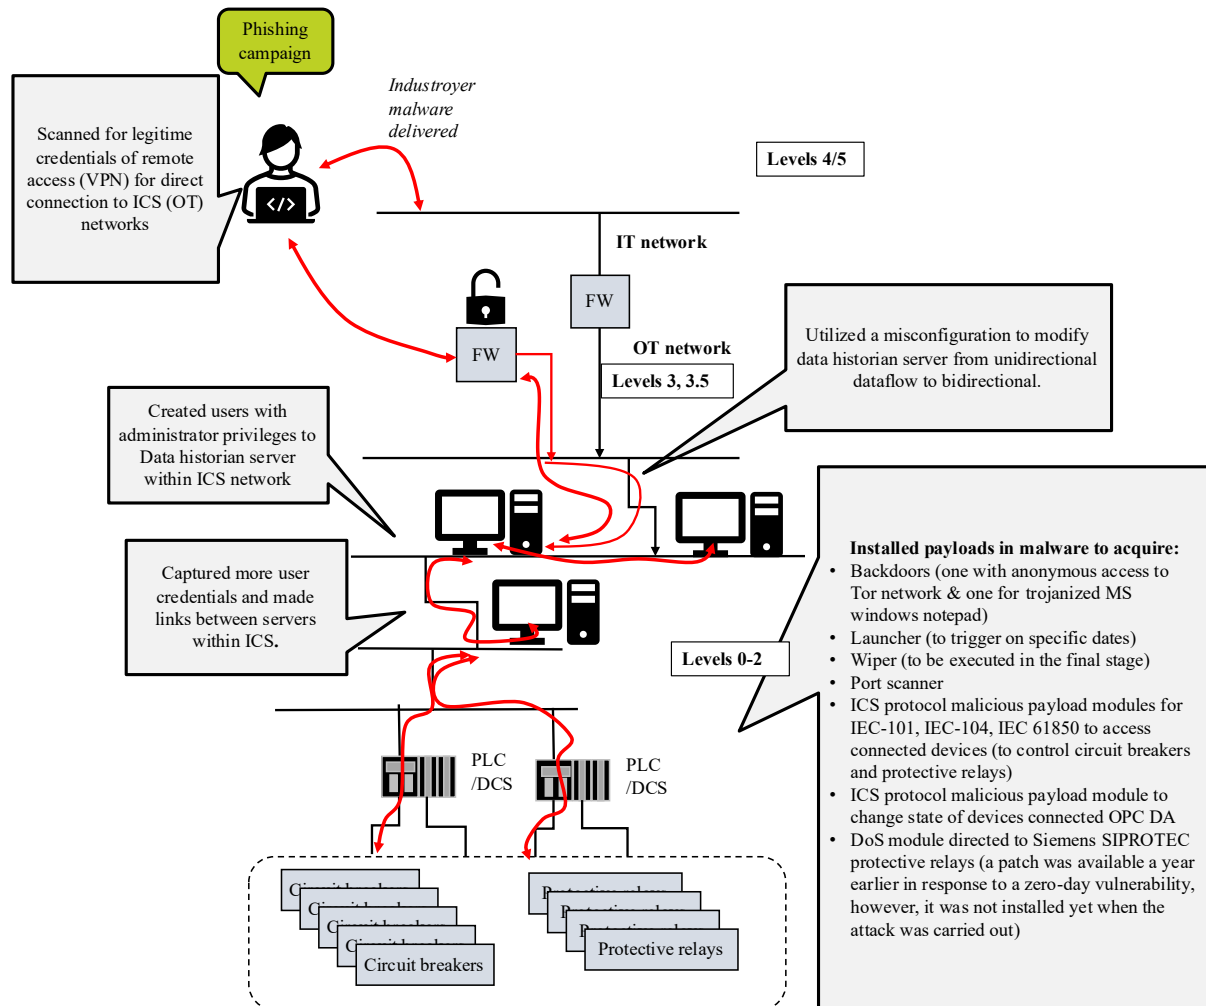 Phishing
campaign
Industroyer
malware
delivered
Scanned for legitime
credentials of remote
access (VPN) for direct
connection to ICS (OT)
networks
Levels 4/5
IT network
FW
FW
OT network
Levels 3, 3.5
Utilized a misconfiguration to modify
data historian server from unidirectional
dataflow to bidirectional.
Created users with
administrator privileges to
Data historian server
within ICS network
Captured more user
credentials and made
links between servers
within ICS.
Levels 0-2
Installed payloads in malware to acquire:
• Backdoors (one with anonymous access to
Tor network & one for trojanized MS
windows notepad)
• Launcher (to trigger on specific dates)
• Wiper (to be executed in the final stage)
• Port scanner
• ICS protocol malicious payload modules for
IEC-101, IEC-104, IEC 61850 to access
connected devices (to control circuit breakers
and protective relays)
• ICS protocol malicious payload module to
change state of devices connected OPC DA
• DoS module directed to Siemens SIPROTEC
protective relays (a patch was available a year
earlier in response to a zero-day vulnerability,
however, it was not installed yet when the
attack was carried out)
PLC
/DCS
PLC
/DCS
Circuit breakers
Protective relays